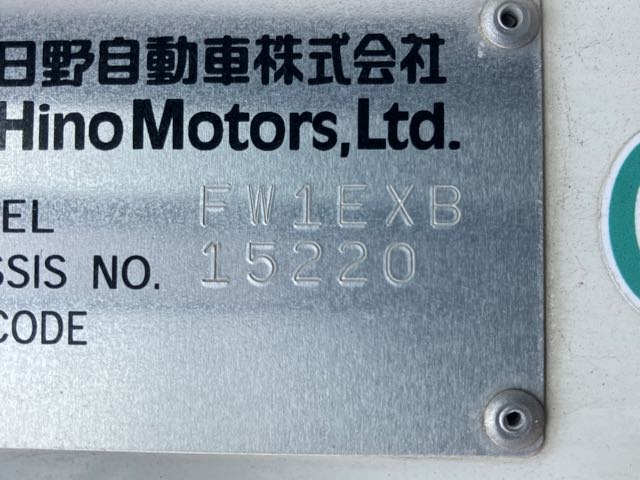 日野自動車株式会社
Hino Motors, Ltd.
EL FW1EXB
SSIS NO. 15220
CODE